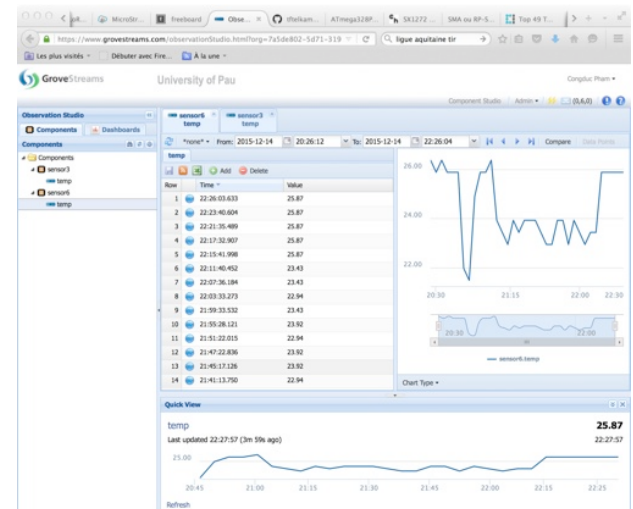 MicroStr...
freeboard
Obse...
rfhelikam...
ATmega328P...
SX1272 ...
SMA ou RP-S...
Top 49 T...
https://www.grovestreams.com/observationStudio.html?org=7a5de802-5d71-319
ligue aquitaine tir
Les plus visités
Débuter avec Fire...
À la une
GroveStreams
University of Pau
Congduc Pham
Component Studio
Admin
(0,6,0)
Observation Studio
Components
Dashboards
Components
Components
sensor3
temp
sensor6
temp
sensor6 temp
sensor3 temp
*none*
From: 2015-12-14 20:26:12
To: 2015-12-14 22:26:04
Compare
Data Points
temp
Add
Delete
Row Time Value
1 22:26:03.633 25.87
2 22:23:40.604 25.87
3 22:21:35.489 25.87
4 22:17:32.907 25.87
5 22:15:41.998 25.87
6 22:11:40.452 23.43
7 22:07:36.184 23.43
8 22:03:33.273 22.94
9 21:59:33.532 23.43
10 21:55:28.121 23.92
11 21:51:22.015 22.94
12 21:47:22.836 23.92
13 21:45:17.126 23.92
14 21:41:13.750 22.94
26.00
24.00
22.00
20:30 21:15 22:00 22:30
20:30 22:00
sensor6.temp
Chart Type
Quick View
temp 25.87
Last updated 22:27:57 (3m 59s ago) 22:27:57
25.00
20:45 21:00 21:15 21:30 21:45 22:00 22:15 22:25
Refresh